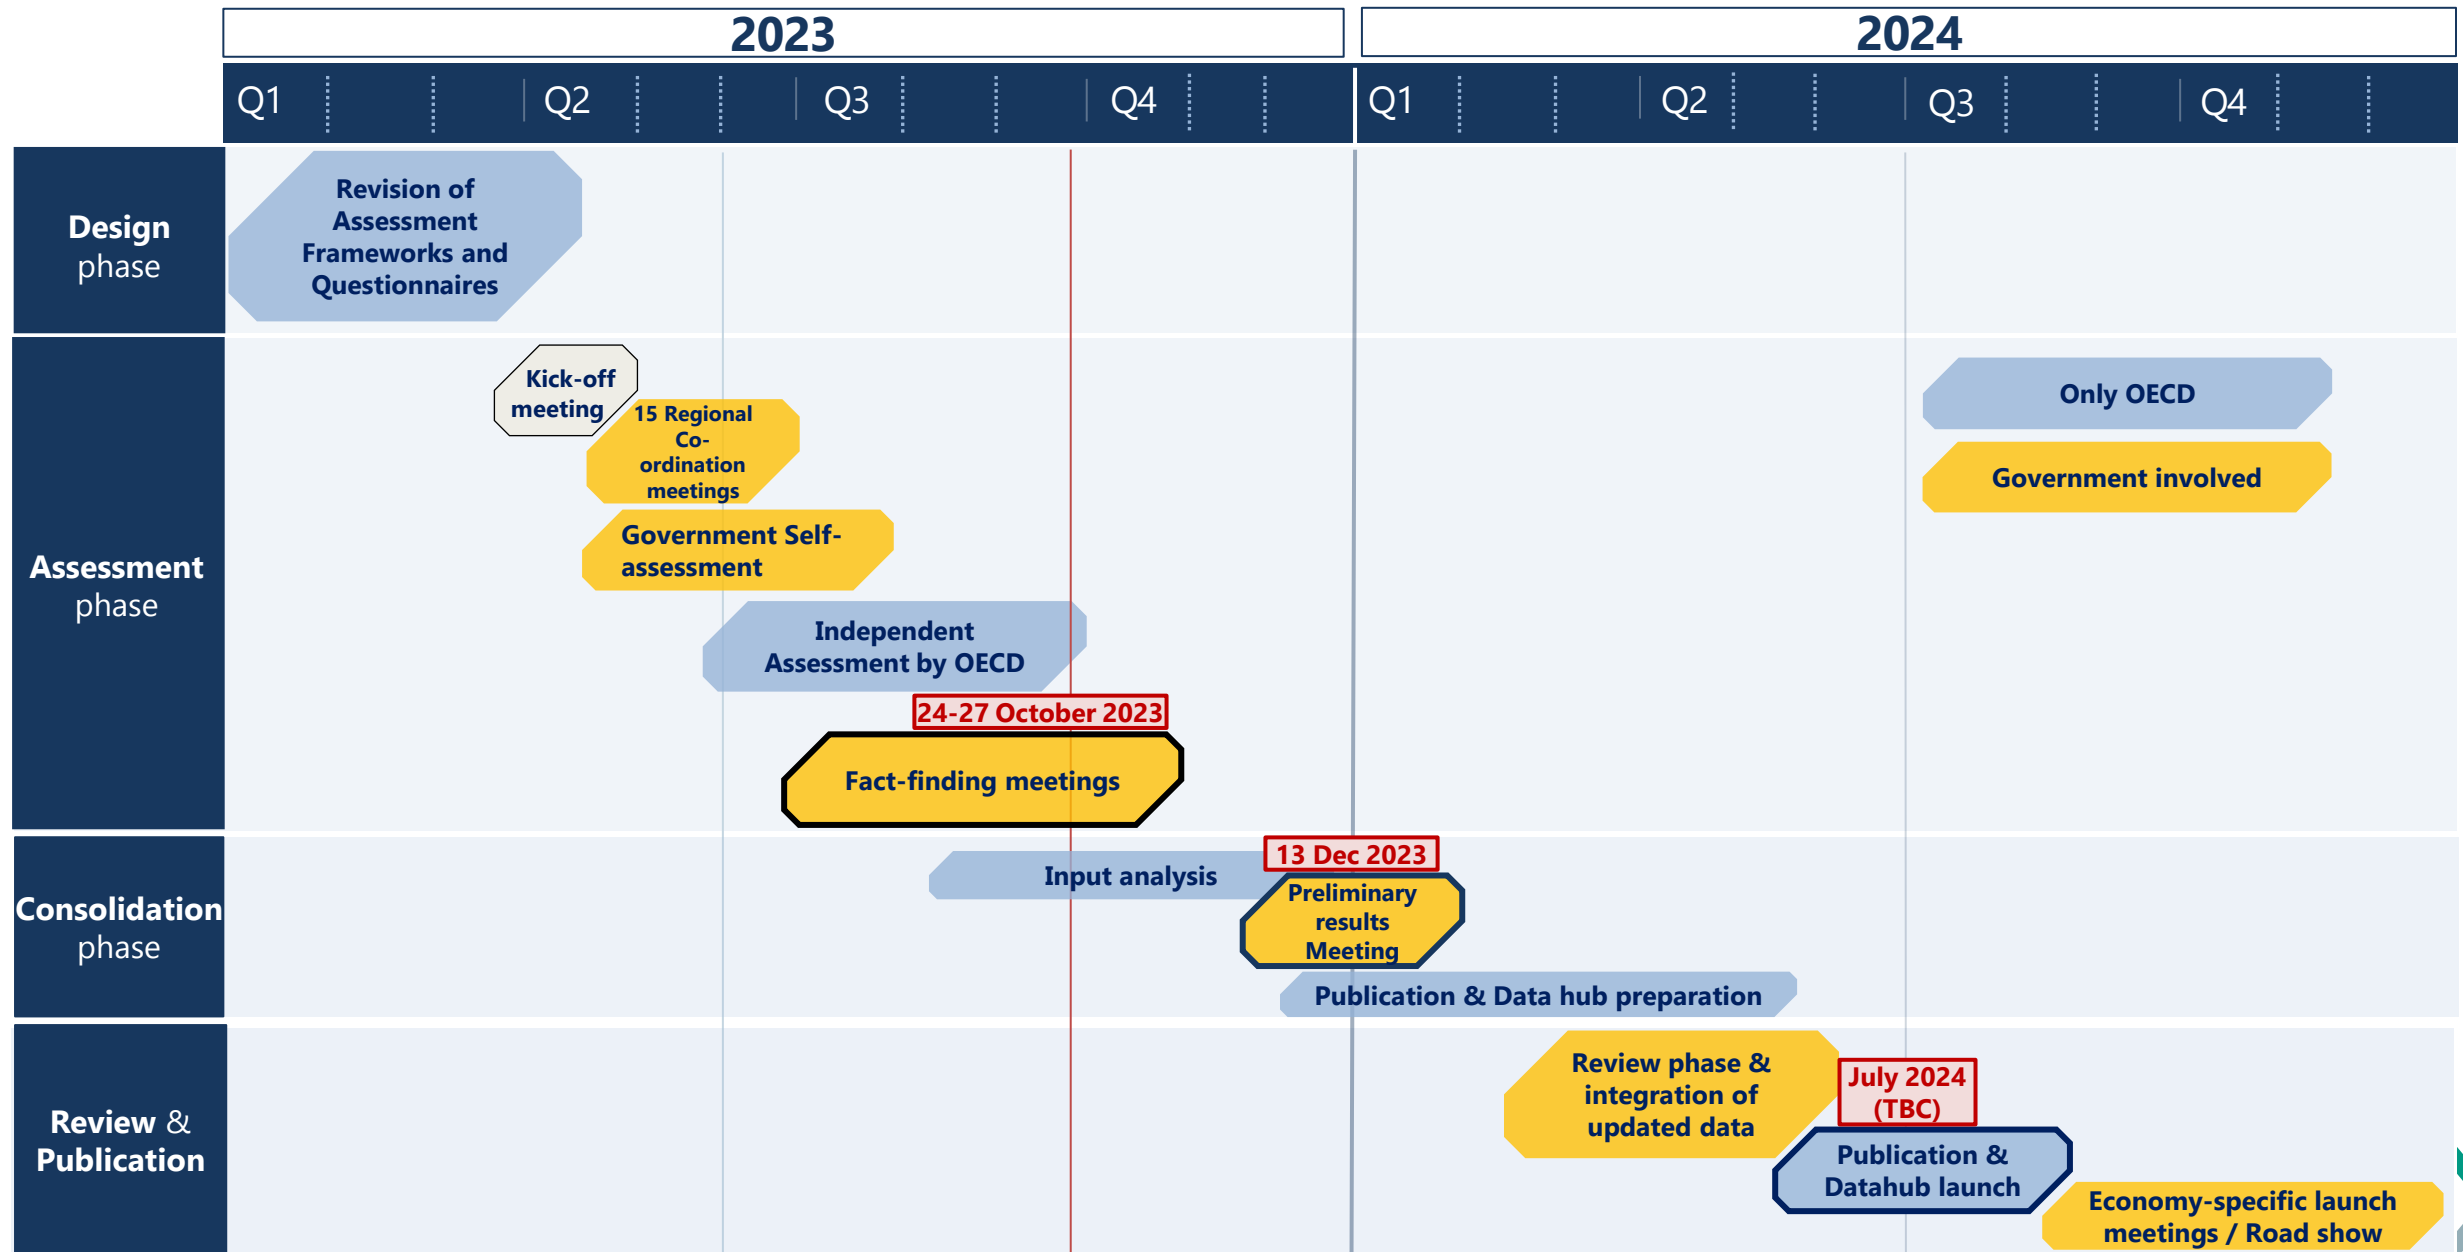 2023
2024
Q1
Q2
Q3
Q4
Q1
Q2
Q3
Q4
Design
phase
Revision of
Assessment
Frameworks and
Questionnaires
Assessment
phase
Kick-off
meeting
15 Regional
Co-
ordination
meetings
Government Self-
assessment
Independent
Assessment by OECD
24-27 October 2023
Fact-finding meetings
Only OECD
Government involved
Consolidation
phase
Input analysis
13 Dec 2023
Preliminary
results
Meeting
Publication & Data hub preparation
Review &
Publication
Review phase &
integration of
updated data
July 2024
(TBC)
Publication &
Datahub launch
Economy-specific launch
meetings / Road show